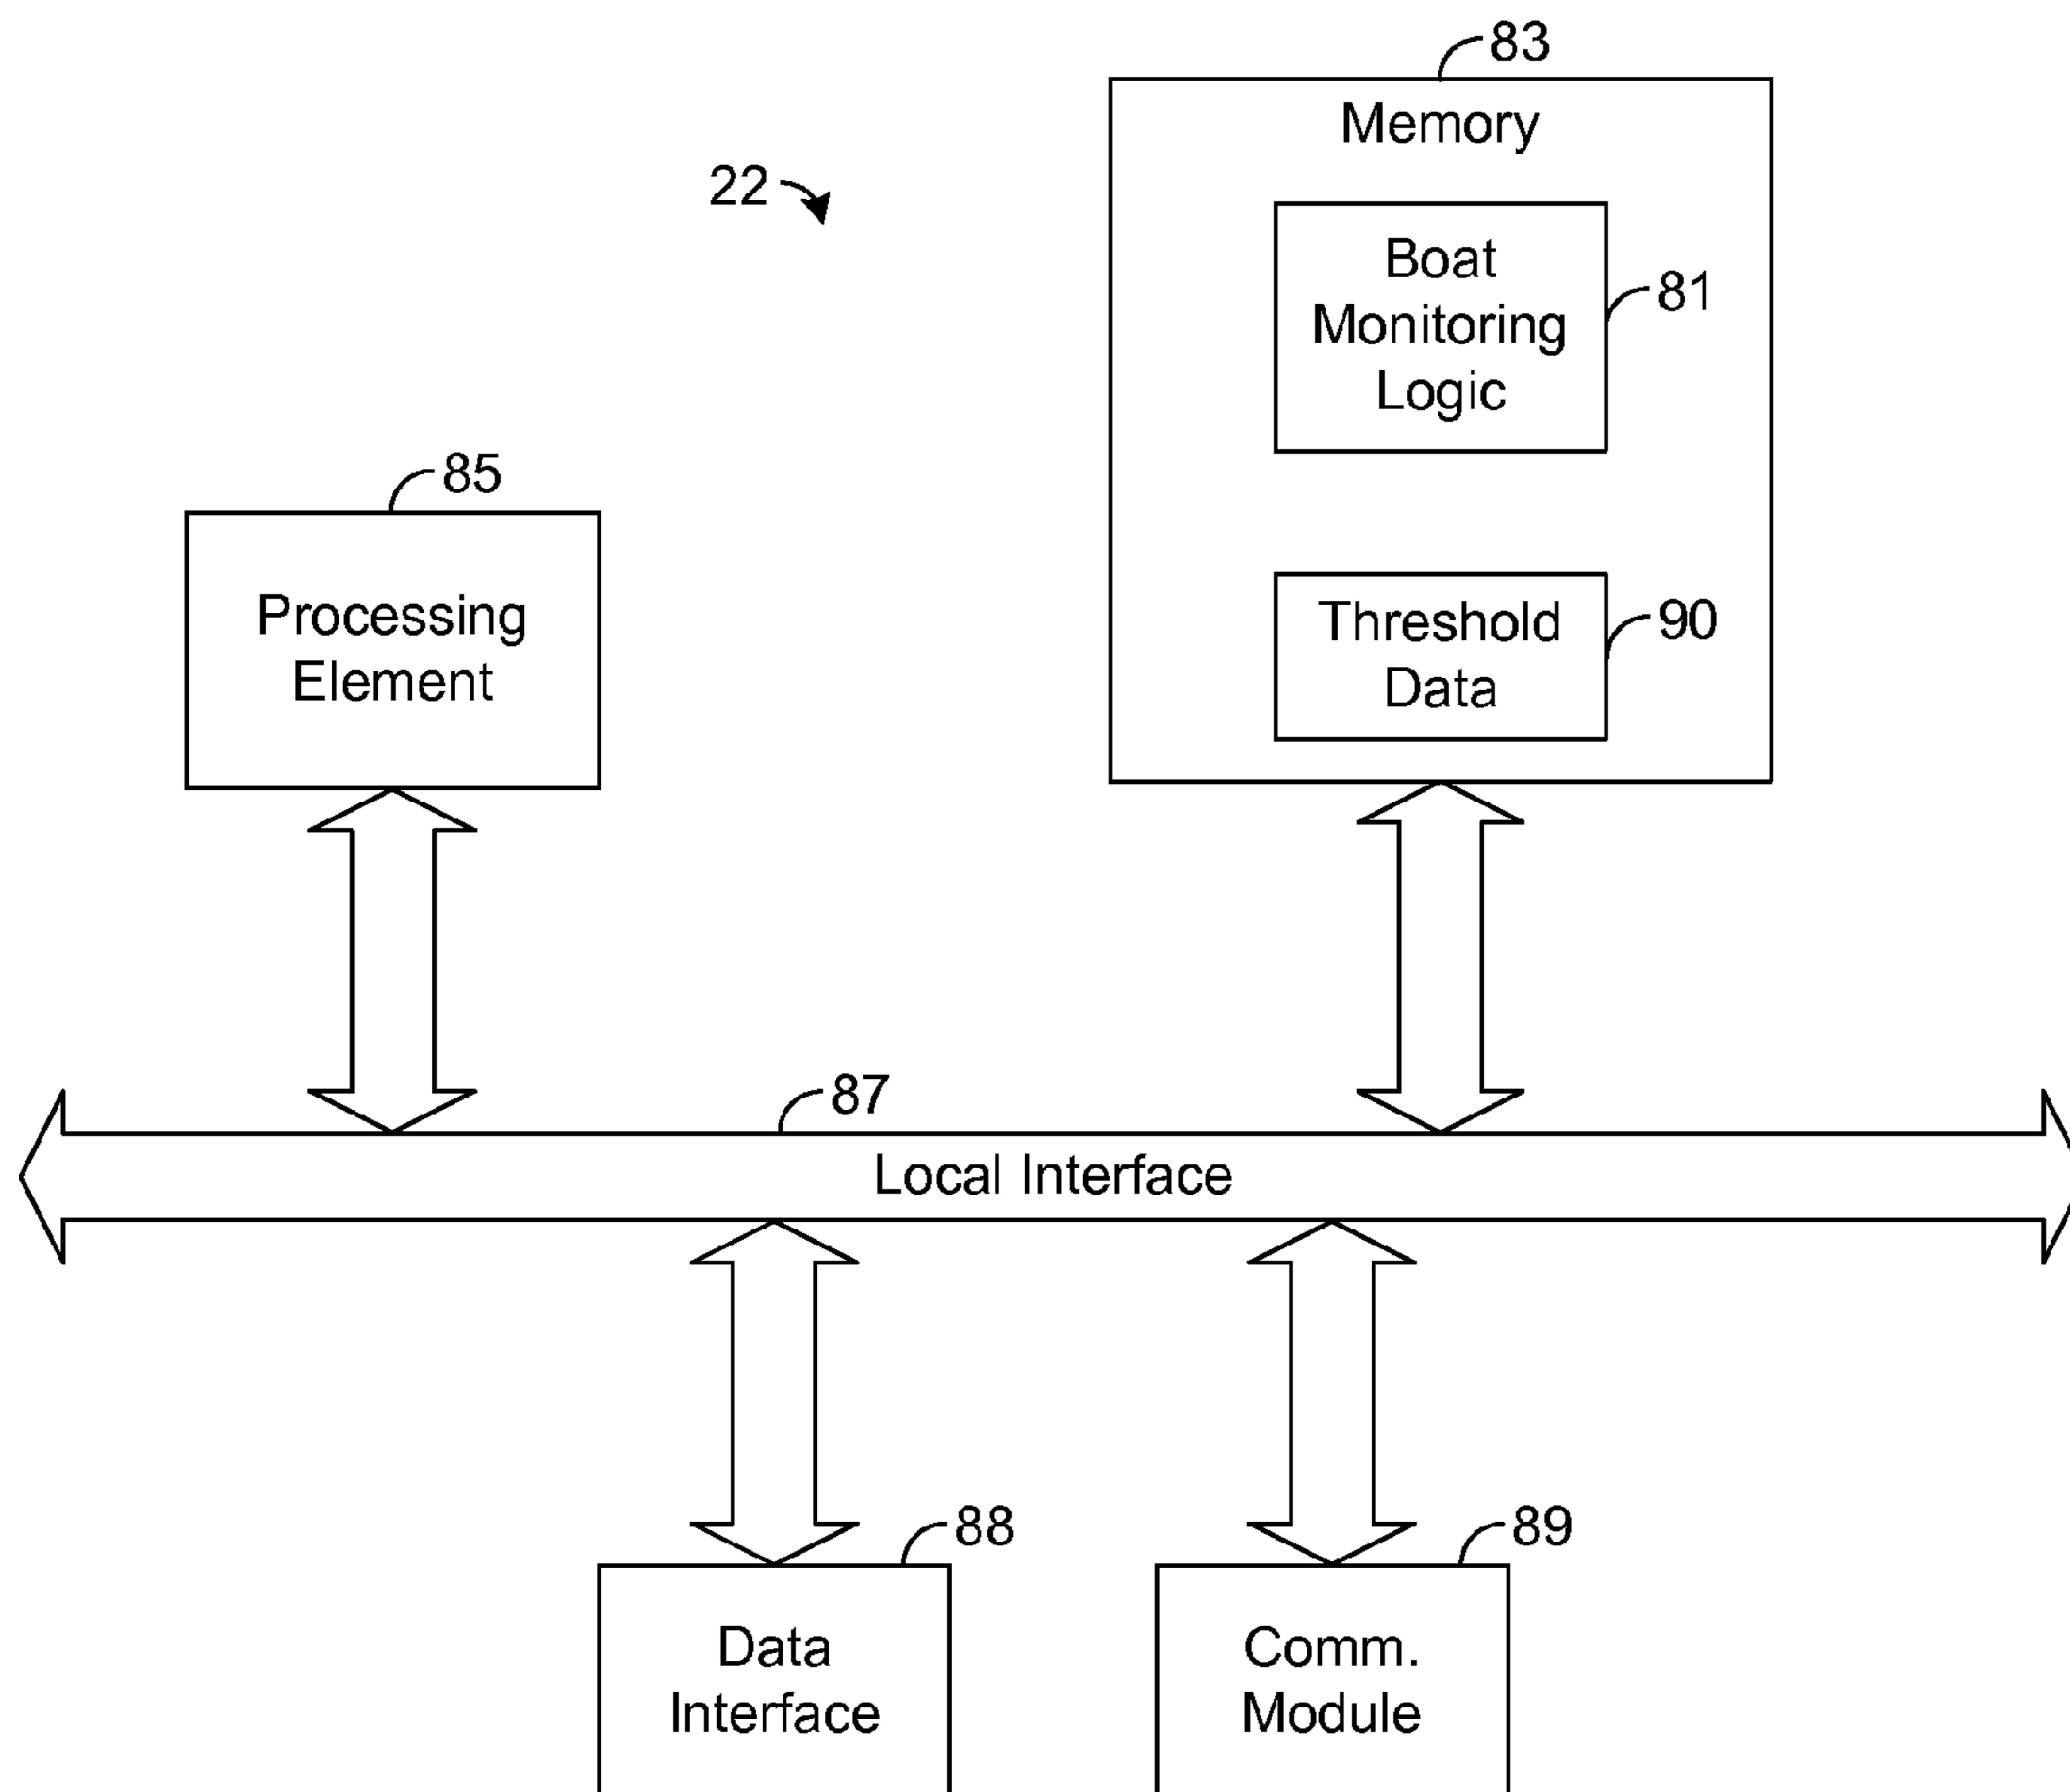 83
Memory
22
Boat
Monitoring
Logic
81
85
Processing
Element
Threshold
Data
90
87
Local Interface
88
89
Data
Interface
Comm.
Module